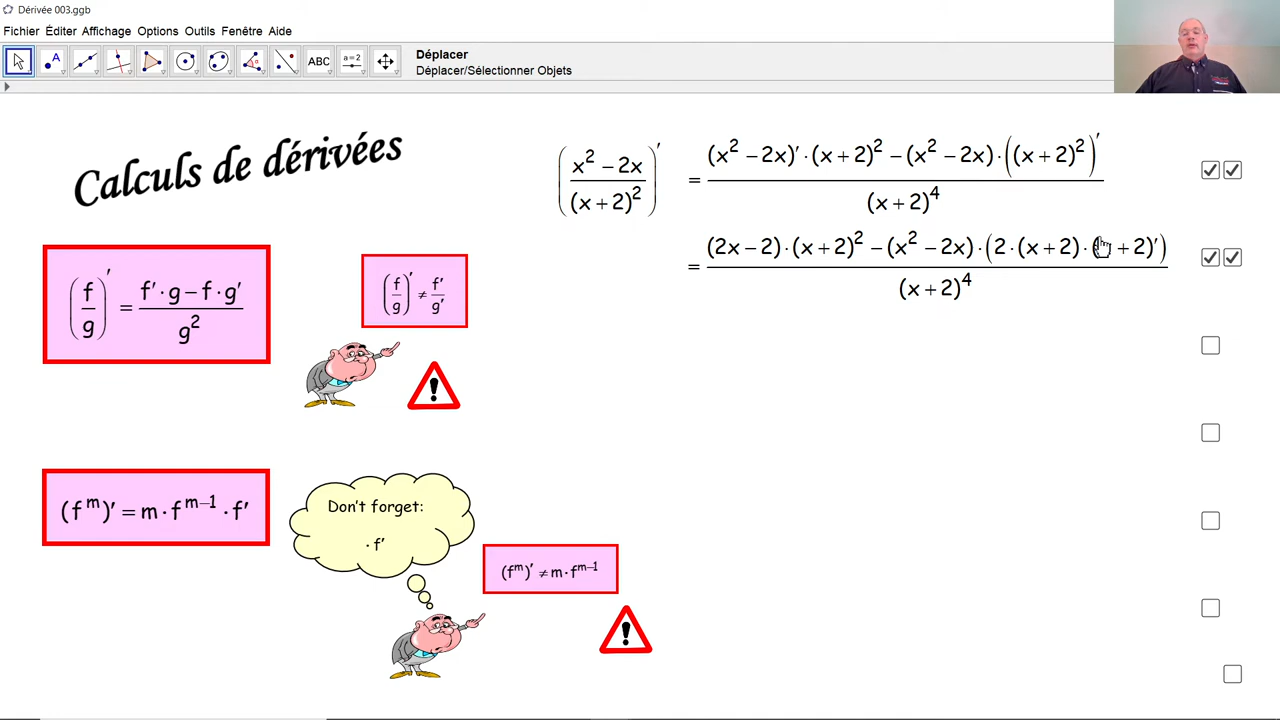 Dérivée 003.ggb
Fichier Éditer Affichage Options Outils Fenêtre Aide
A ABC a=2
Déplacer
Déplacer/Sélectionner Objets
Calculs de dérivées
((x² − 2x)/(x + 2)²)′ = ((x² − 2x)′ · (x + 2)² − (x² − 2x) · ((x + 2)²)′)/(x + 2)⁴
= ((2x − 2) · (x + 2)² − (x² − 2x) · (2 · (x + 2) · ( + 2)′))/(x + 2)⁴
(f/g)′ = (f′ · g − f · g′)/g²
(f/g)′ ≠ f′/g′
(fᵐ)′ = m · fᵐ⁻¹ · f′
Don't forget:
· f′
(fᵐ)′ ≠ m · fᵐ⁻¹